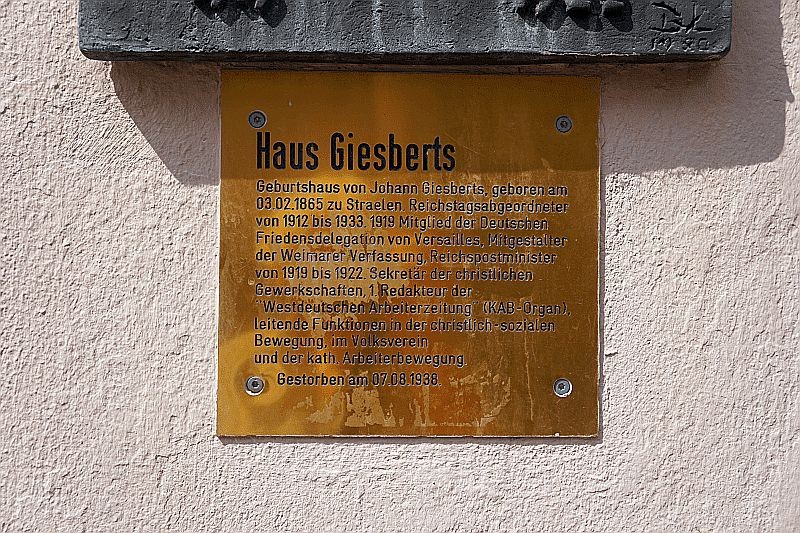 Haus Giesberts
Geburtshaus von Johann Giesberts, geboren am
03.02.1865 zu Straelen. Reichstagsabgeordneter
von 1912 bis 1933. 1919 Mitglied der Deutschen
Friedensdelegation von Versailles, Mitgestalter
der Weimarer Verfassung, Reichspostminister
von 1919 bis 1922. Sekretär der christlichen
Gewerkschaften, 1. Redakteur der
"Westdeutschen Arbeiterzeitung" (KAB-Organ),
leitende Funktionen in der christlich-sozialen
Bewegung, im Volksverein
und der kath. Arbeiterbewegung.
Gestorben am 07.08.1938.